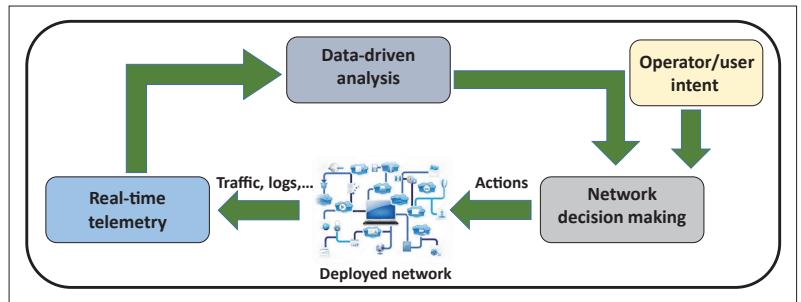 Data-driven
analysis
Operator/user
intent
Real-time
telemetry
Traffic, logs,...
Actions
Network
decision making
Deployed network